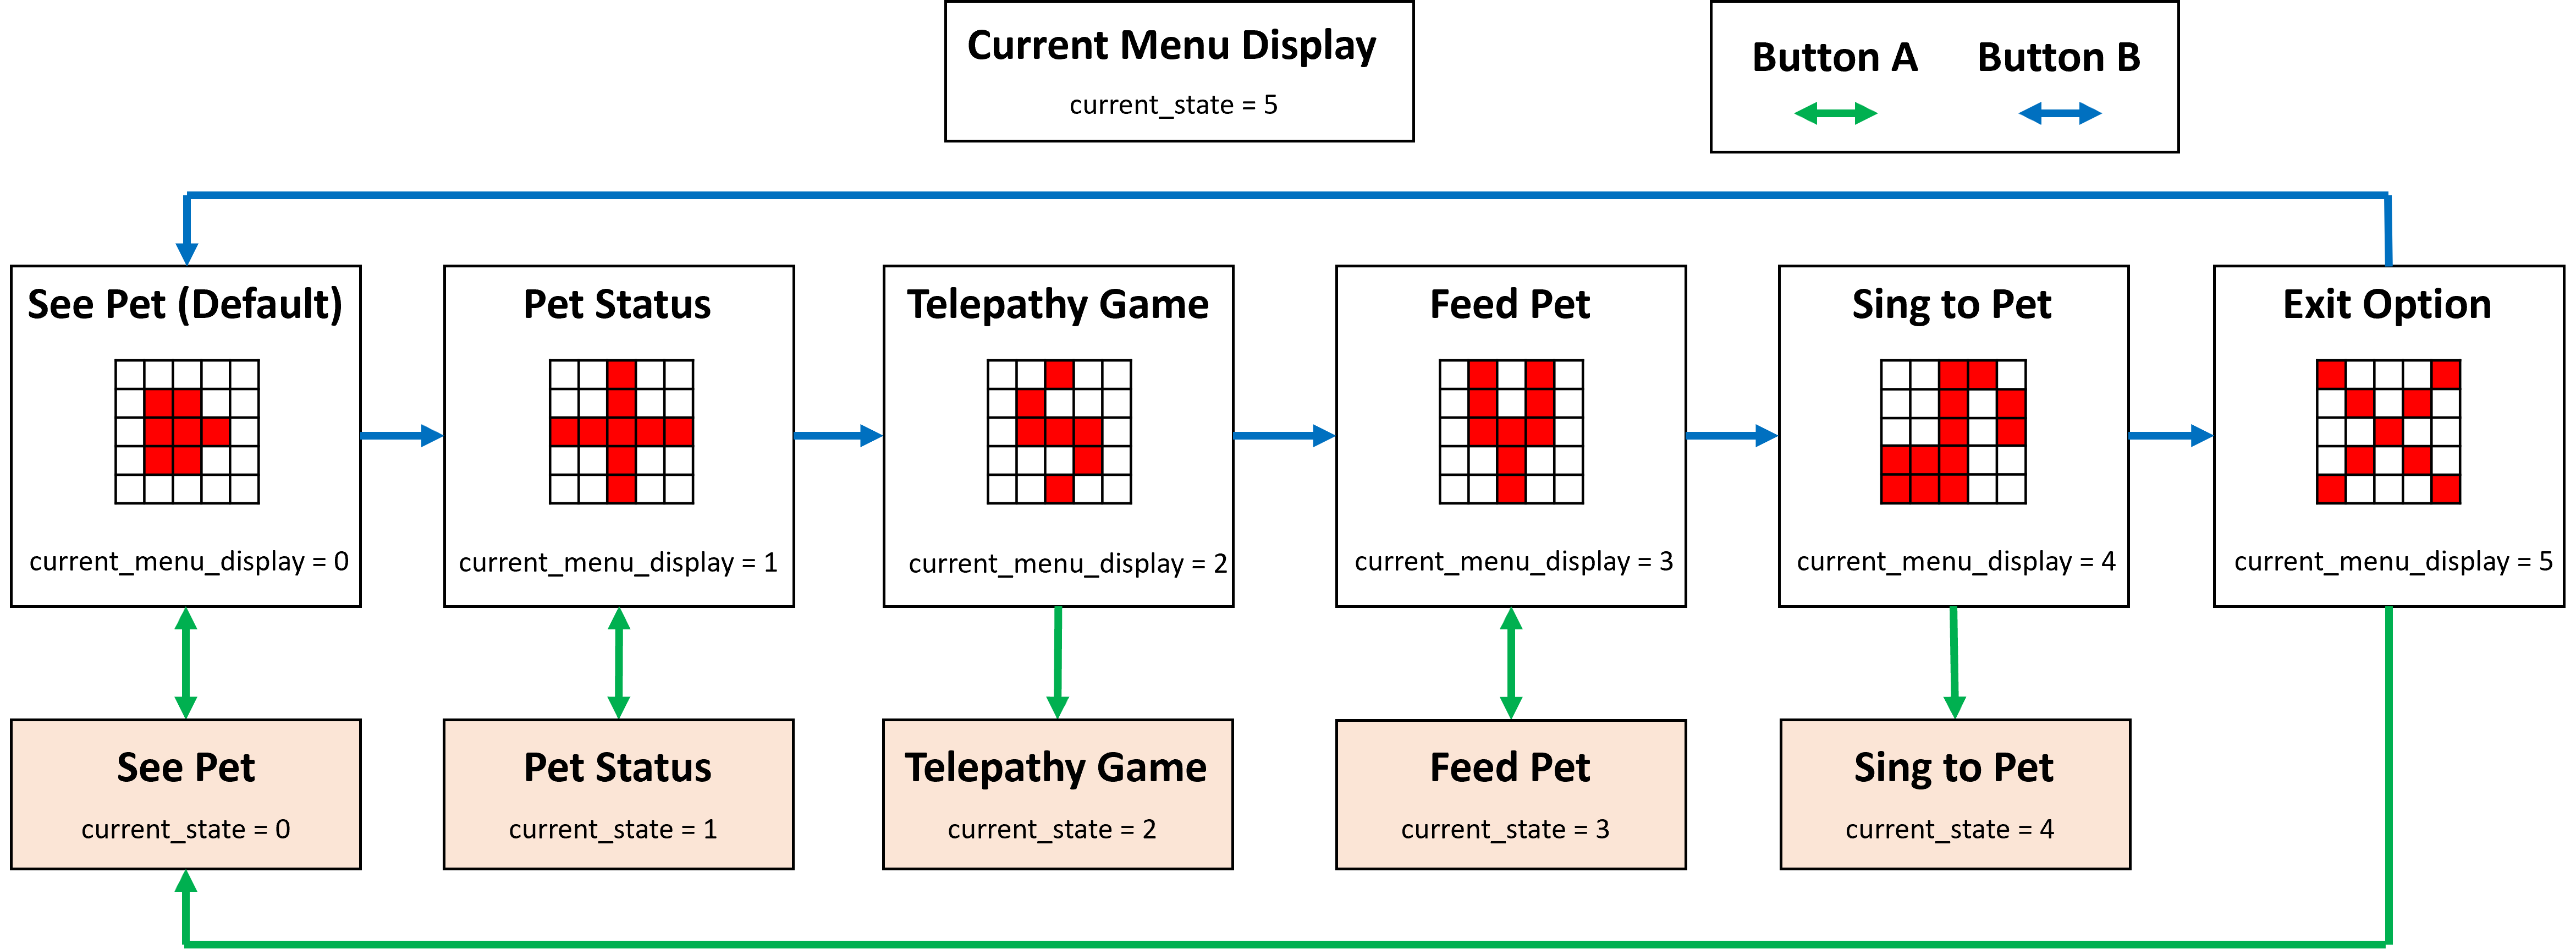 Current Menu Display
current_state = 5
Button A
Button B
See Pet (Default)
current_menu_display = 0
Pet Status
current_menu_display = 1
Telepathy Game
current_menu_display = 2
Feed Pet
current_menu_display = 3
Sing to Pet
current_menu_display = 4
Exit Option
current_menu_display = 5
See Pet
current_state = 0
Pet Status
current_state = 1
Telepathy Game
current_state = 2
Feed Pet
current_state = 3
Sing to Pet
current_state = 4